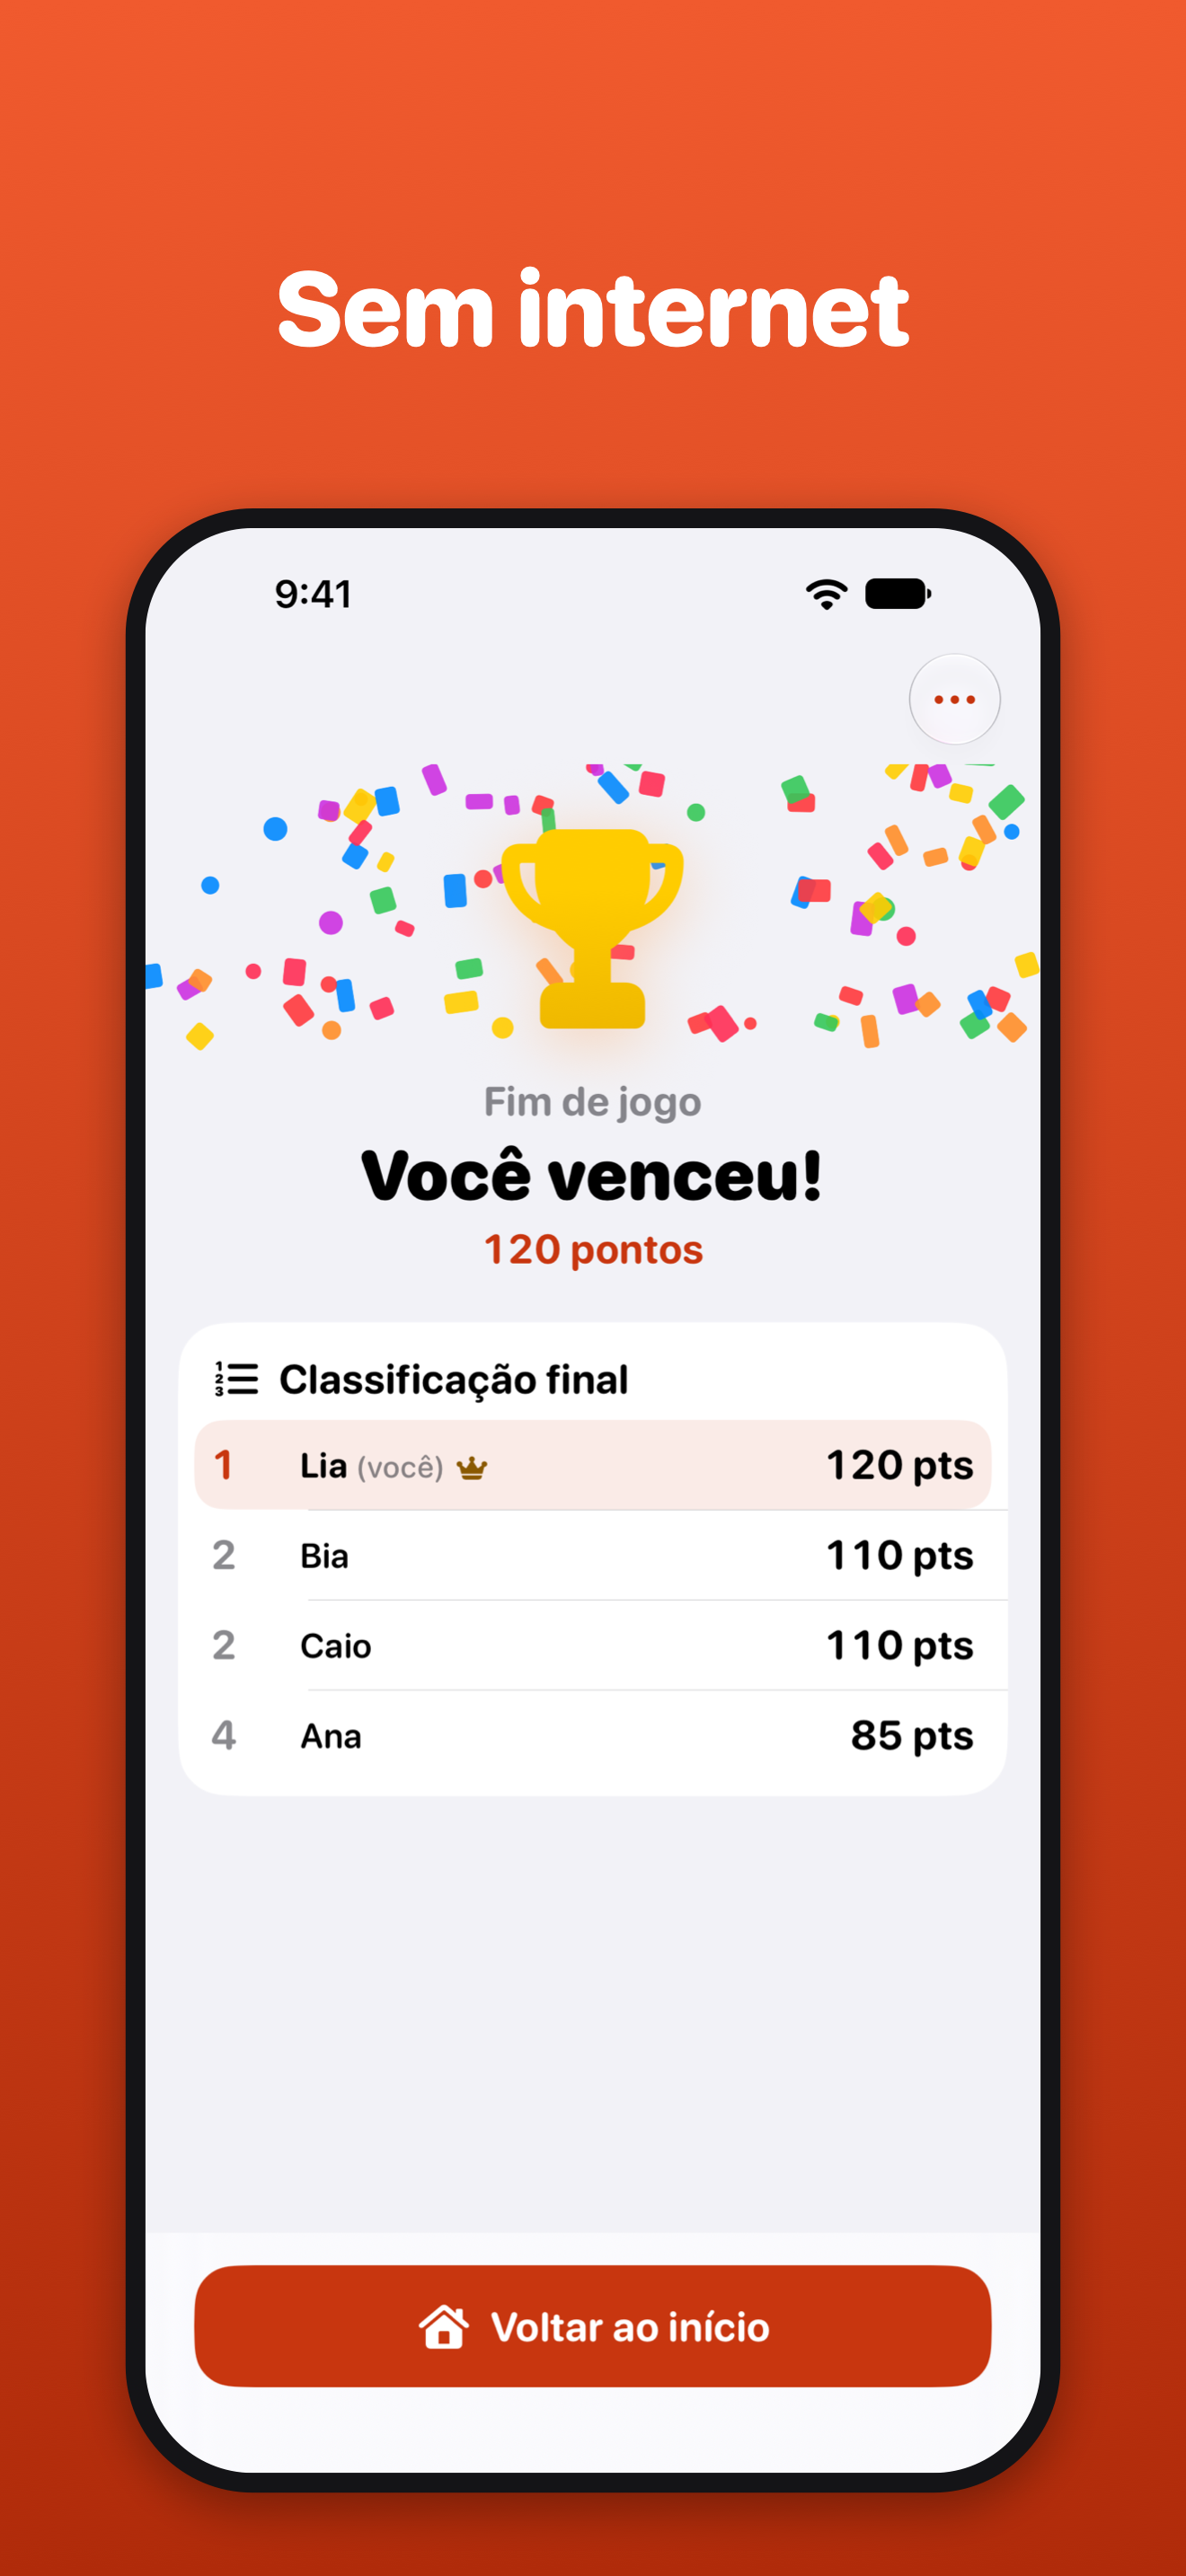 Sem internet
9:41
Fim de jogo
Você venceu!
120 pontos
Classificação final
1 Lia (você) 120 pts
2 Bia 110 pts
2 Caio 110 pts
4 Ana 85 pts
Voltar ao início